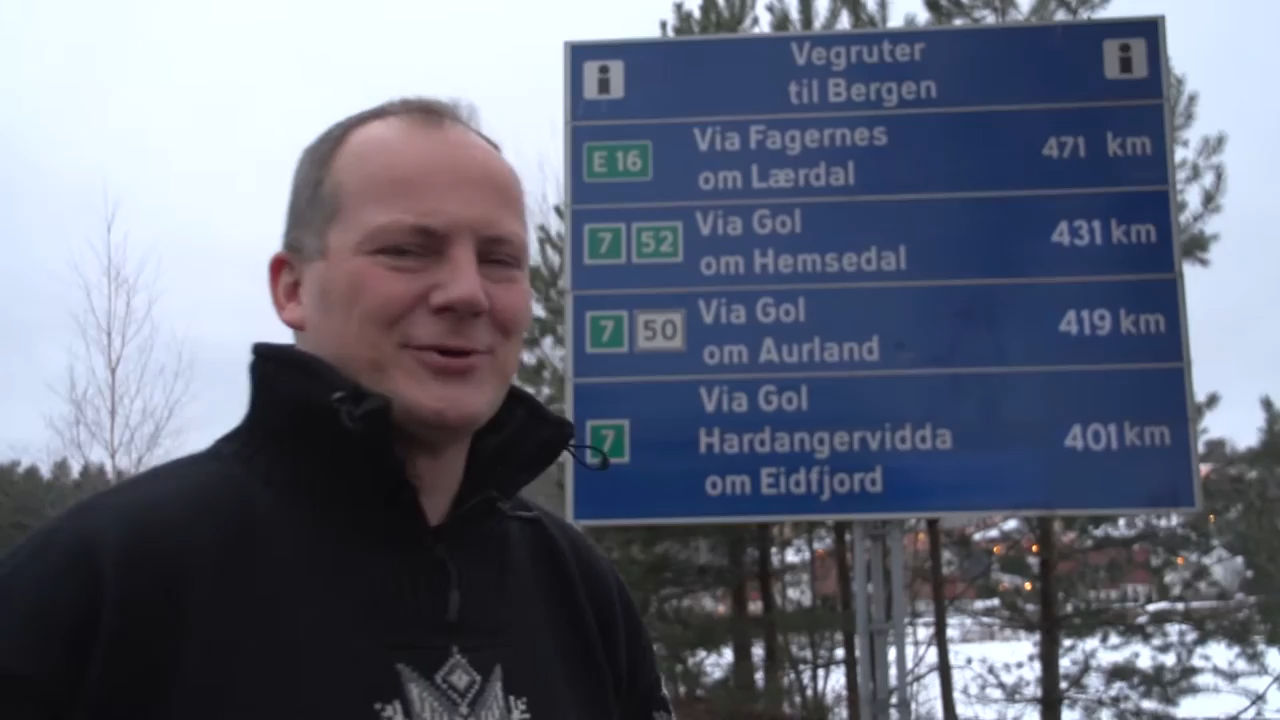 Vegruter
til Bergen
E 16 Via Fagernes 471 km
om Lærdal
7 52 Via Gol 431 km
om Hemsedal
7 50 Via Gol 419 km
om Aurland
Via Gol
7 Hardangervidda 401 km
om Eidfjord